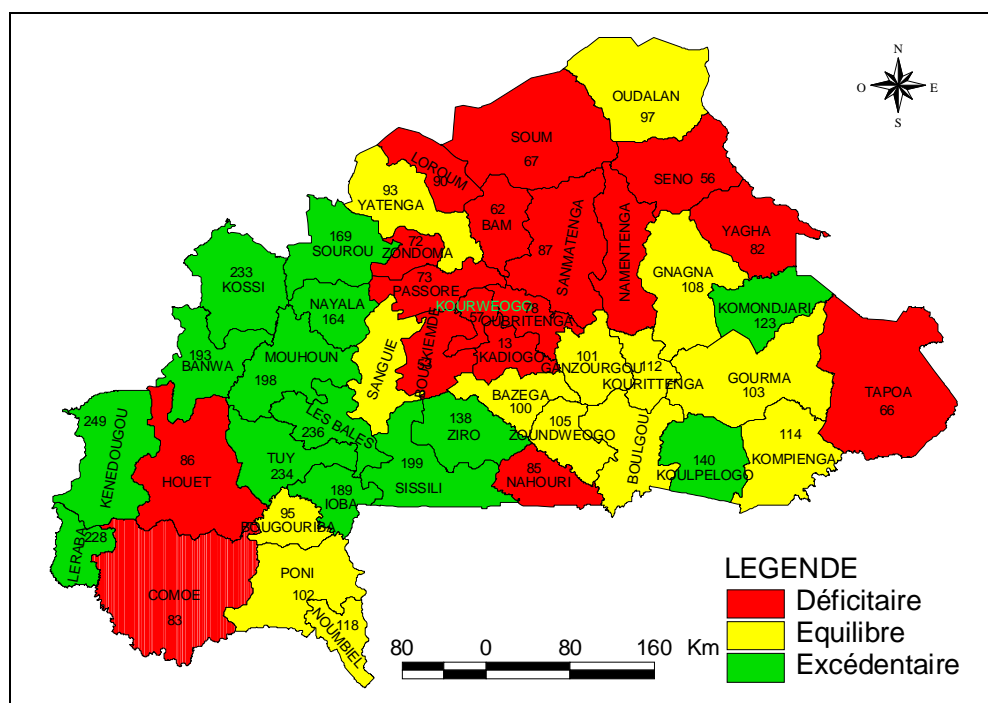 N
O E
S
OUDALAN
97
SOUM
67
LOROUM
90
SENO 56
93
YATENGA
62
BAM
87
SANMATENGA
NAMENTENGA
YAGHA
82
169
SOUROU
72
ZONDOMA
233
KOSSI
GNAGNA
108
73
PASSORE
KOURWEOGO
78
OUBRITENGA
57
KOMONDJARI
123
NAYALA
164
13
KADIOGO
BOULKIEMDE
SANGUIE
193
BANWA
MOUHOUN
198
101
GANZOURGOU
112
KOURITTENGA
GOURMA
103
TAPOA
66
BAZEGA
100
249
KENEDOUGOU
LES BALES
236
138
ZIRO
105
ZOUNDWEOGO
BOULGOU
114
KOMPIENGA
86
HOUET
TUY
234
199
SISSILI
140
KOULPELOGO
85
NAHOURI
189
IOBA
95
BOUGOURIBA
228
LERABA
COMOE
83
PONI
102
118
NOUMBIEL
LEGENDE
Déficitaire
Equilibre
Excédentaire
80 0 80 160 Km